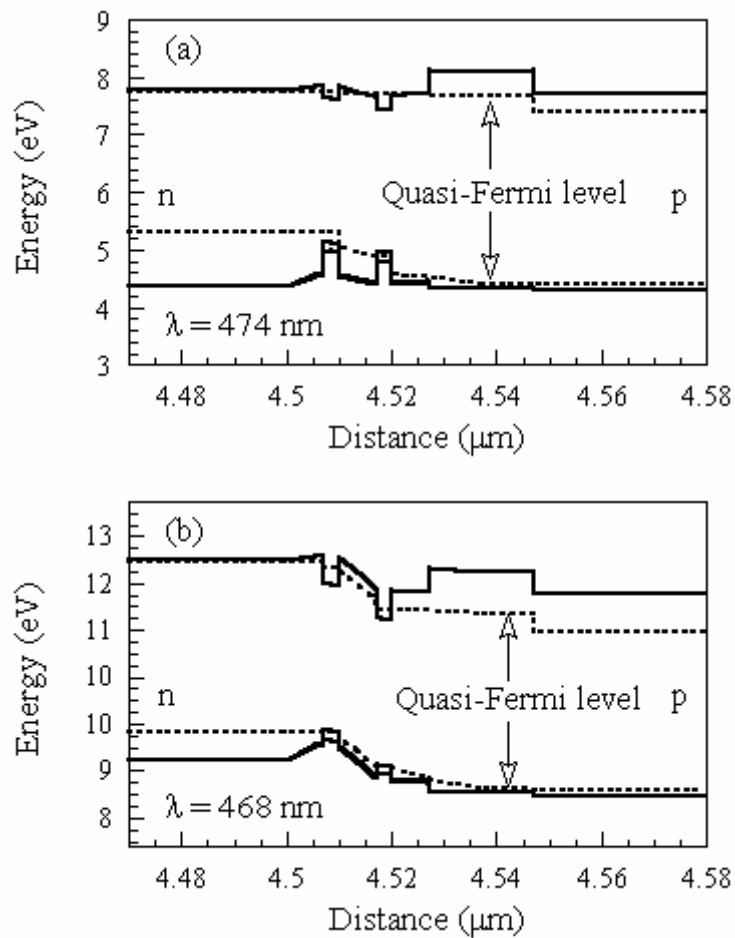 9
(a)
8
7
6
Quasi-Fermi level
n
p
5
4
λ = 474 nm
3
4.48
4.5
4.52
4.54
4.56
4.58
Energy (eV)
Distance (μm)
13
(b)
12
11
10
n
Quasi-Fermi level
p
10
9
8
λ = 468 nm
4.48
4.5
4.52
4.54
4.56
4.58
Energy (eV)
Distance (μm)